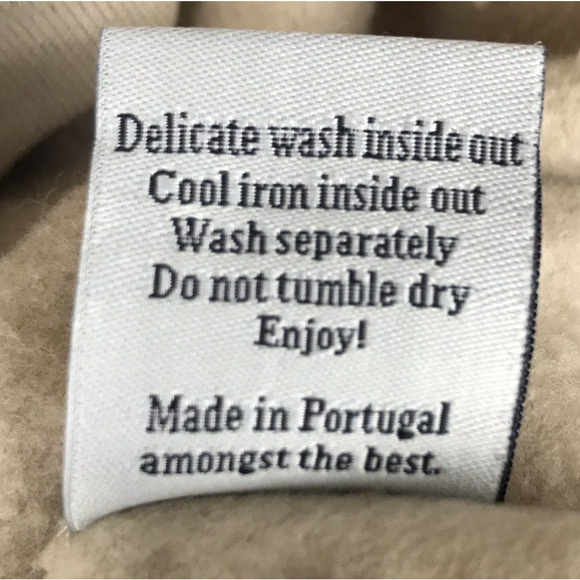 Delicate wash inside out
Cool iron inside out
Wash separately
Do not tumble dry
Enjoy!
Made in Portugal
amongst the best.